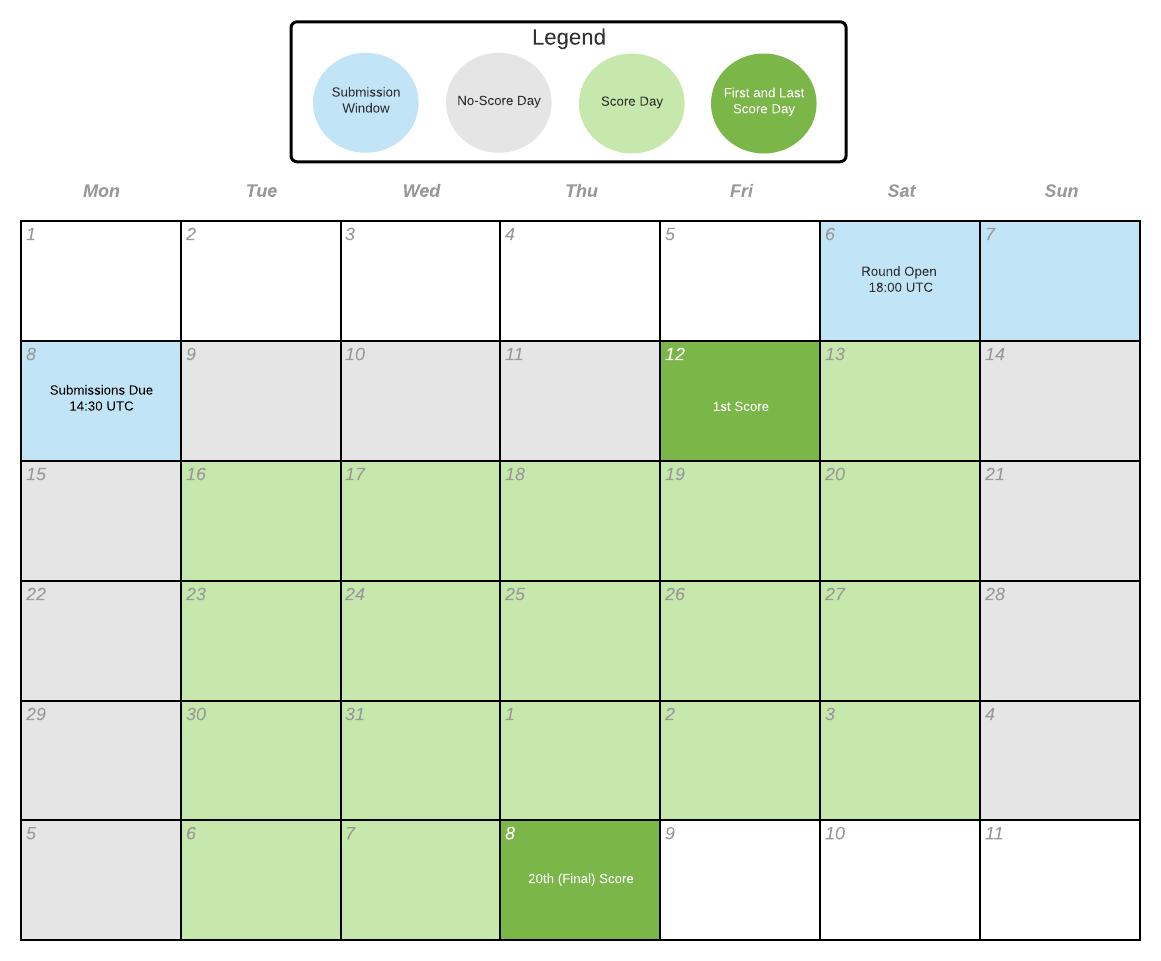 Legend
Submission
Window
No-Score Day
Score Day
First and Last
Score Day
Mon Tue Wed Thu Fri Sat Sun
1 2 3 4 5 6 7
Round Open
18:00 UTC
8 9 10 11 12 13 14
Submissions Due
14:30 UTC
1st Score
15 16 17 18 19 20 21
22 23 24 25 26 27 28
29 30 31 1 2 3 4
5 6 7 8 9 10 11
20th (Final) Score